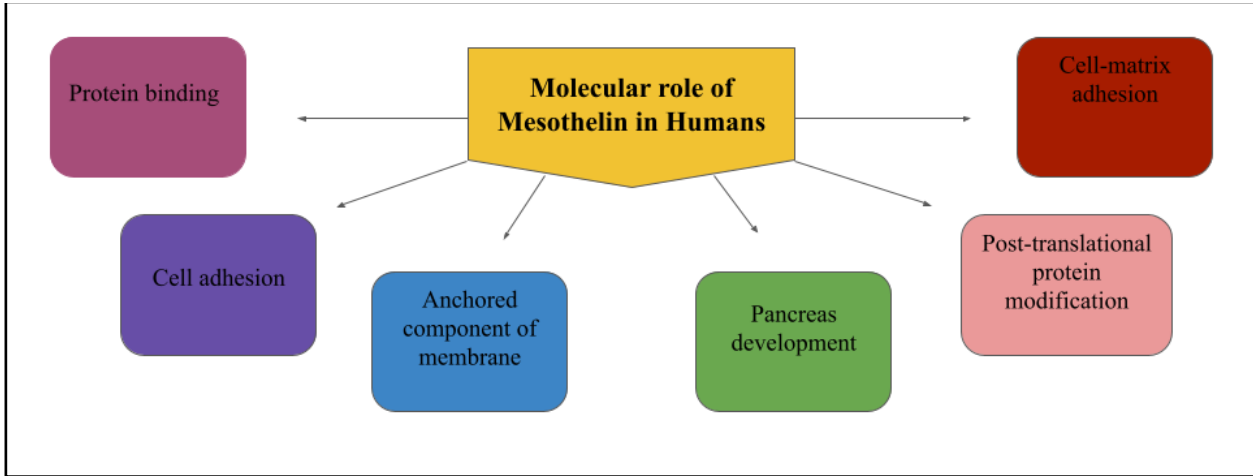 Molecular role of
Mesothelin in Humans
Protein binding
Cell adhesion
Anchored
component of
membrane
Pancreas
development
Post-translational
protein
modification
Cell-matrix
adhesion